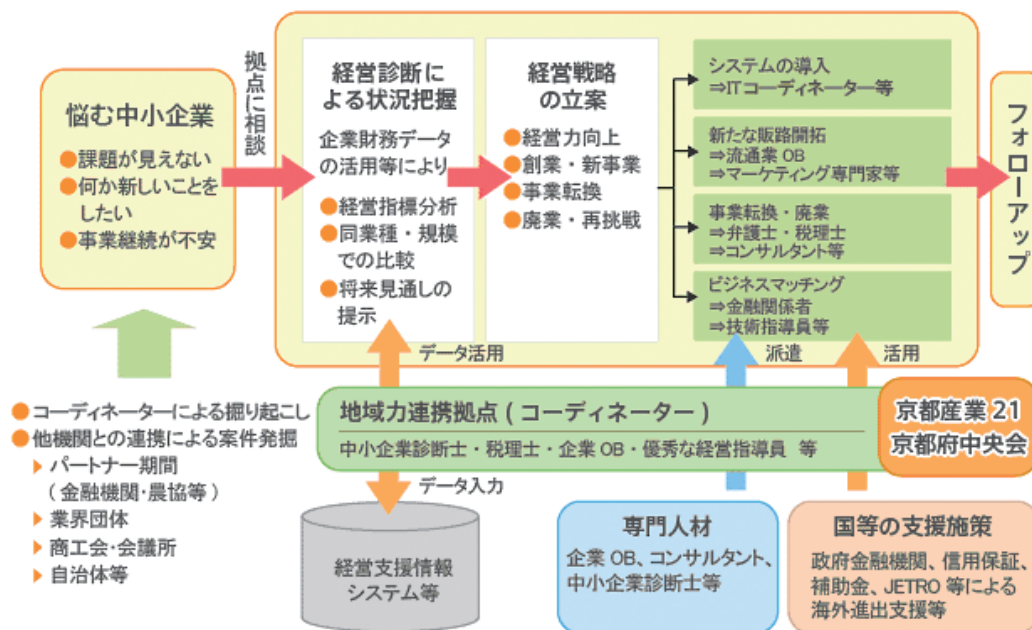 悩む中小企業
●課題が見えない
●何か新しいことを
したい
●事業継続が不安
拠点に相談
経営診断に
よる状況把握
企業財務データ
の活用等により
●経営指標分析
●同業種・規模
での比較
●将来見通しの
提示
経営戦略
の立案
●経営力向上
●創業・新事業
●事業転換
●廃業・再挑戦
システムの導入
⇒ITコーディネーター等
新たな販路開拓
⇒流通業OB
⇒マーケティング専門家等
事業転換・廃業
⇒弁護士・税理士
⇒コンサルタント等
ビジネスマッチング
⇒金融関係者
⇒技術指導員等
フォローアップ
データ活用
派遣
活用
●コーディネーターによる掘り起こし
●他機関との連携による案件発掘
パートナー期間
(金融機関・農協等)
業界団体
商工会・会議所
自治体等
地域力連携拠点(コーディネーター)
中小企業診断士・税理士・企業OB・優秀な経営指導員 等
京都産業21
京都府中央会
データ入力
経営支援情報
システム等
専門人材
企業OB、コンサルタント、
中小企業診断士等
国等の支援施策
政府金融機関、信用保証、
補助金、JETRO等による
海外進出支援等